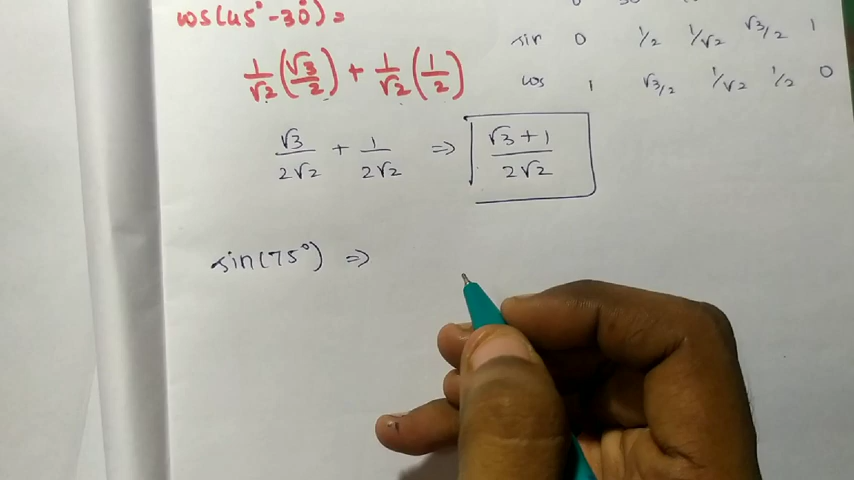 cos(45°-30°)=
1/√2 (√3/2) + 1/√2 (1/2)
√3/2√2 + 1/2√2 ⇒ √3+1/2√2
sin(75°) ⇒
sin 0 1/2 1/√2 √3/2 1
cos 1 √3/2 1/√2 1/2 0